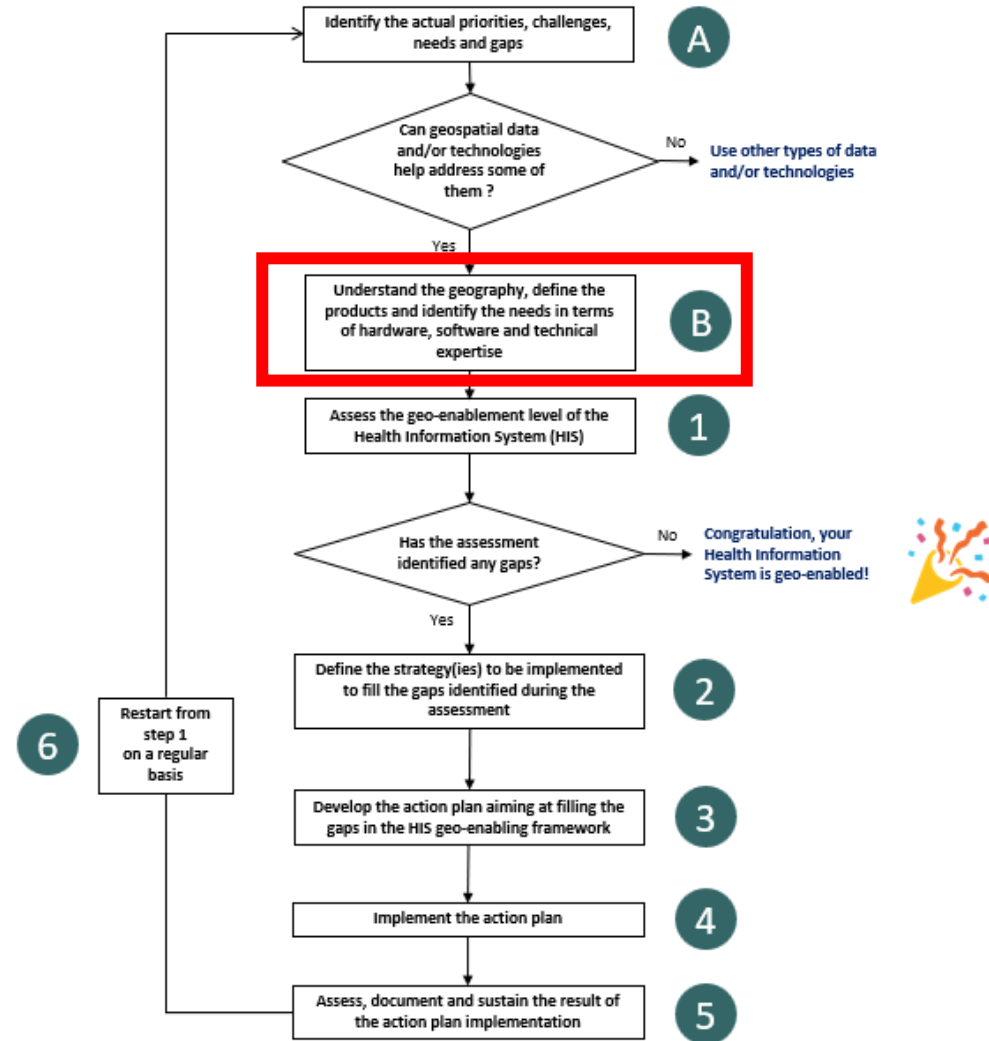 Identify the actual priorities, challenges,
needs and gaps
A
Can geospatial data
and/or technologies
help address some of
them ?
No
Use other types of data
and/or technologies
Yes
Understand the geography, define the
products and identify the needs in terms
of hardware, software and technical
expertise
B
Assess the geo-enablement level of the
Health Information System (HIS)
1
Has the assessment
identified any gaps?
No
Congratulation, your
Health Information
System is geo-enabled!
Yes
Define the strategy(ies) to be implemented
to fill the gaps identified during the
assessment
2
6
Restart from
step 1
on a regular
basis
Develop the action plan aiming at filling the
gaps in the HIS geo-enabling framework
3
Implement the action plan
4
Assess, document and sustain the result of
the action plan implementation
5